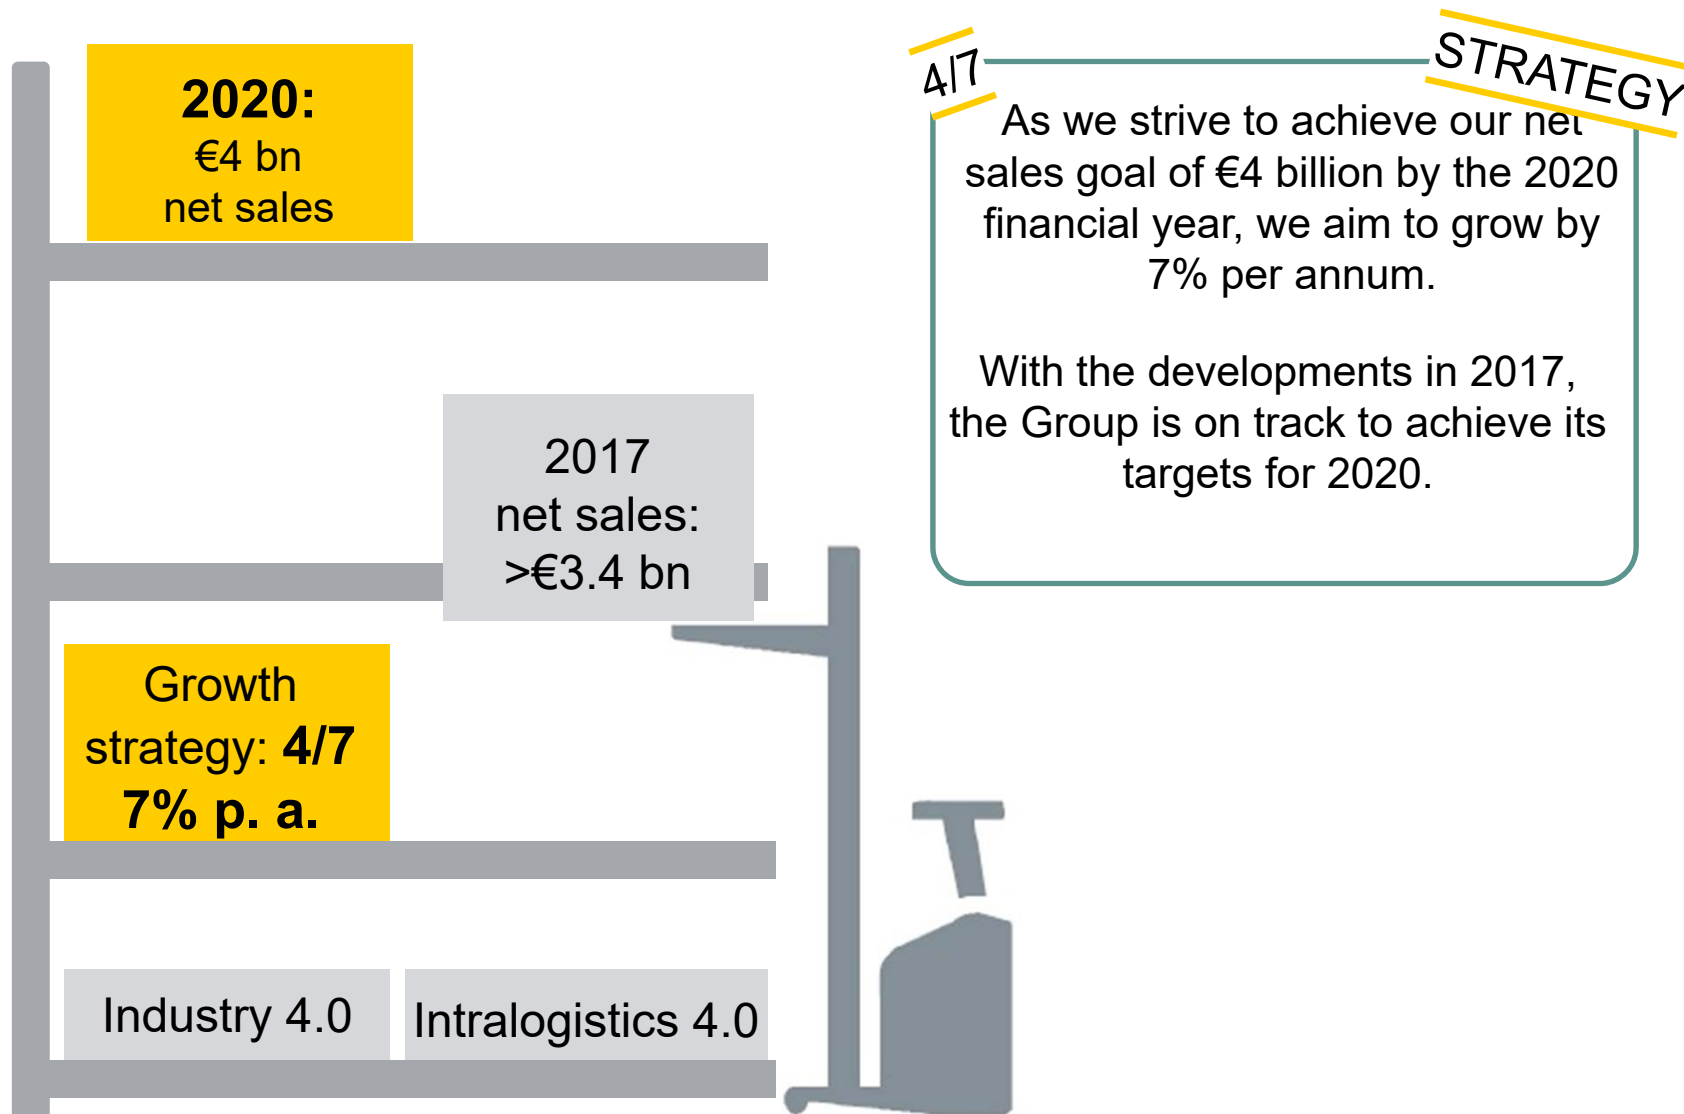 2020:
€4 bn
net sales
2017
net sales:
>€3.4 bn
Growth
strategy: 4/7
7% p. a.
Industry 4.0
Intralogistics 4.0
4/7
STRATEGY
As we strive to achieve our net
sales goal of €4 billion by the 2020
financial year, we aim to grow by
7% per annum.
With the developments in 2017,
the Group is on track to achieve its
targets for 2020.